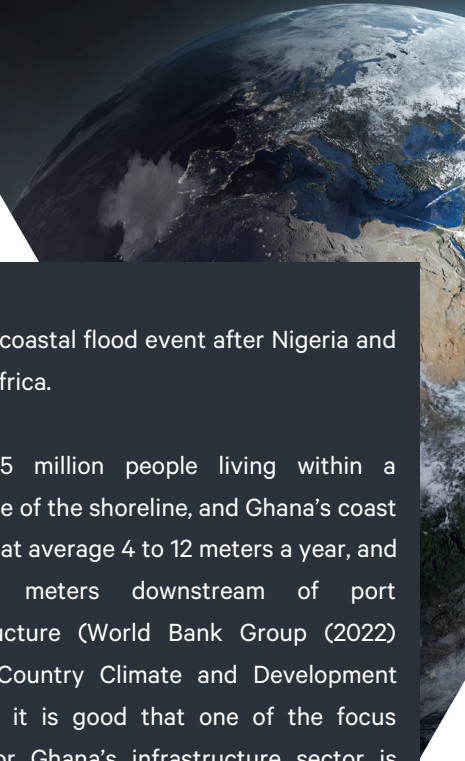 coastal flood event after Nigeria and
frica.
5 million people living within a
e of the shoreline, and Ghana’s coast
at average 4 to 12 meters a year, and
meters downstream of port
ucture (World Bank Group (2022)
Country Climate and Development
it is good that one of the focus
or Ghana’s infrastructure sector is